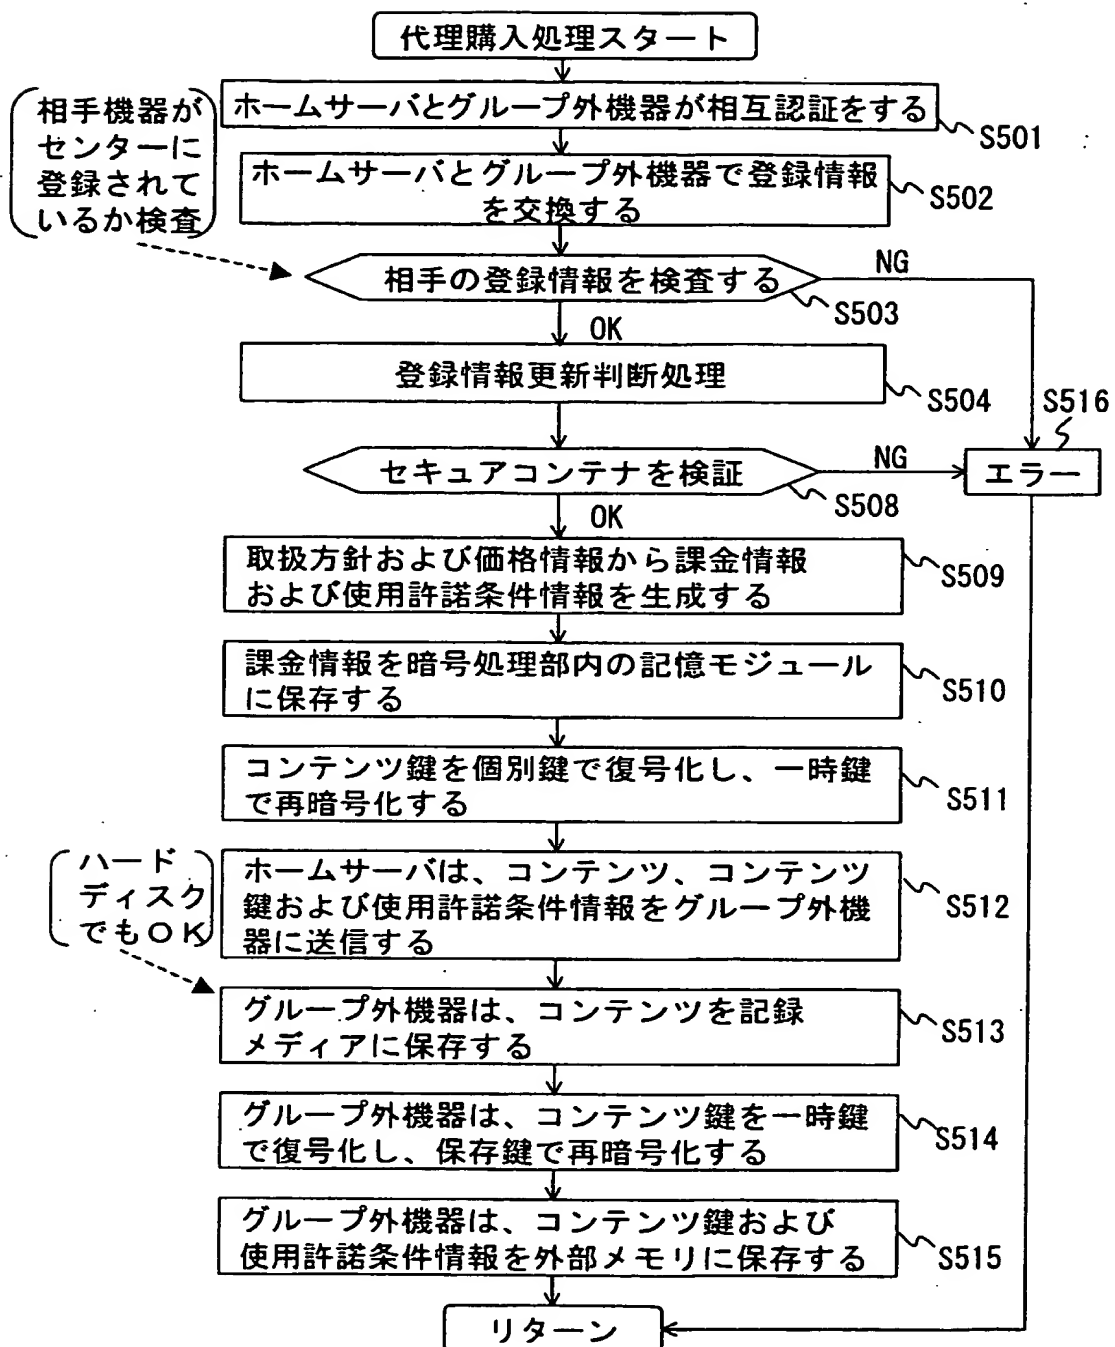 代理購入処理スタート
ホームサーバとグループ外機器が相互認証をする
S501
相手機器が
センターに
登録されて
いるか検査
ホームサーバとグループ外機器で登録情報
を交換する
S502
相手の登録情報を検査する
NG
S503
OK
登録情報更新判断処理
S504
S516
セキュアコンテナを検証
NG
エラー
S508
OK
取扱方針および価格情報から課金情報
および使用許諾条件情報を生成する
S509
課金情報を暗号処理部内の記憶モジュール
に保存する
S510
コンテンツ鍵を個別鍵で復号化し、一時鍵
で再暗号化する
S511
ホームサーバは、コンテンツ、コンテンツ
鍵および使用許諾条件情報をグループ外機
器に送信する
S512
ハード
ディスク
でもOK
グループ外機器は、コンテンツを記録
メディアに保存する
S513
グループ外機器は、コンテンツ鍵を一時鍵
で復号化し、保存鍵で再暗号化する
S514
グループ外機器は、コンテンツ鍵および
使用許諾条件情報を外部メモリに保存する
S515
リターン